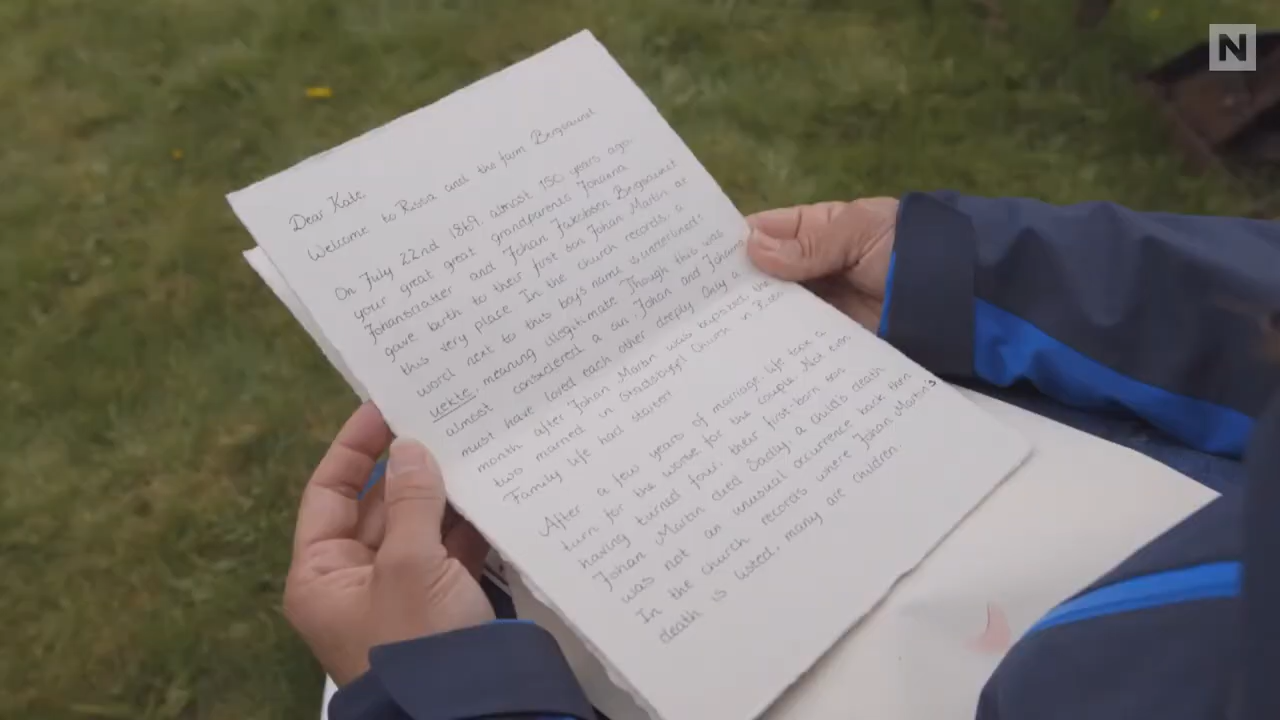 Dear Kate
Welcome to Rissa and the farm Bergsaunet
On July 22nd 1869, almost 150 years ago,
your great great grandparents Johanna
Johansdatter and Johan Jakobsen Bergsaunet
gave birth to their first son Johan Martin at
this very place. In the church records, a
word next to this boy's name is underlined:
uekte, meaning illegitimate. Though this was
almost considered a sin, Johan and Johanna
must have loved each other deeply. Only a
month after Johan Martin was baptized, the
two married in Stadsbygd Church in Rissa.
Family life had started.
After a few years of marriage, life took a
turn for the worse for the couple. Not even
having turned four, their first-born son
Johan Martin died. Sadly, a child's death
was not an unusual occurrence back then.
In the church records where Johan Martin's
death is listed, many are children.
N